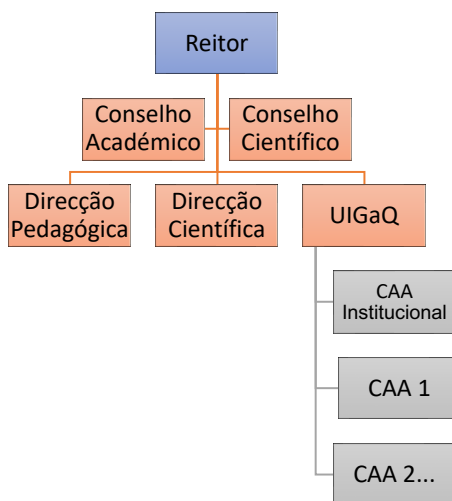 Reitor
Conselho
Académico
Conselho
Científico
Direcção
Pedagógica
Direcção
Científica
UIGaQ
CAA
Institucional
CAA 1
CAA 2...